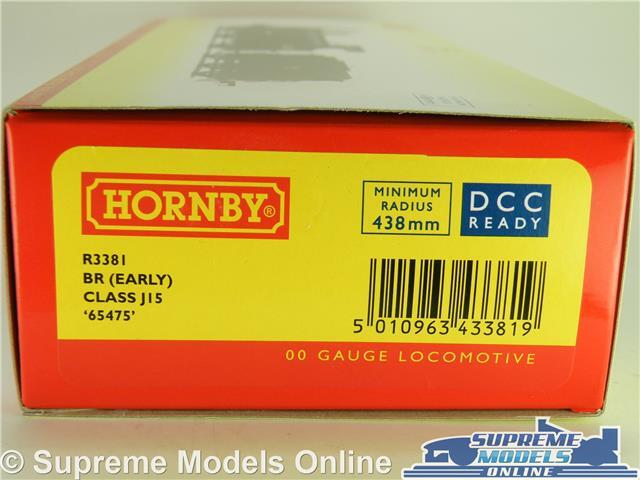 HORNBY®
MINIMUM
RADIUS
438mm
DCC
READY
R3381
BR (EARLY)
CLASS J15
'65475'
5 010963 433819
00 GAUGE LOCOMOTIVE
© Supreme Models Online
SUPREME
MODELS
ONLINE